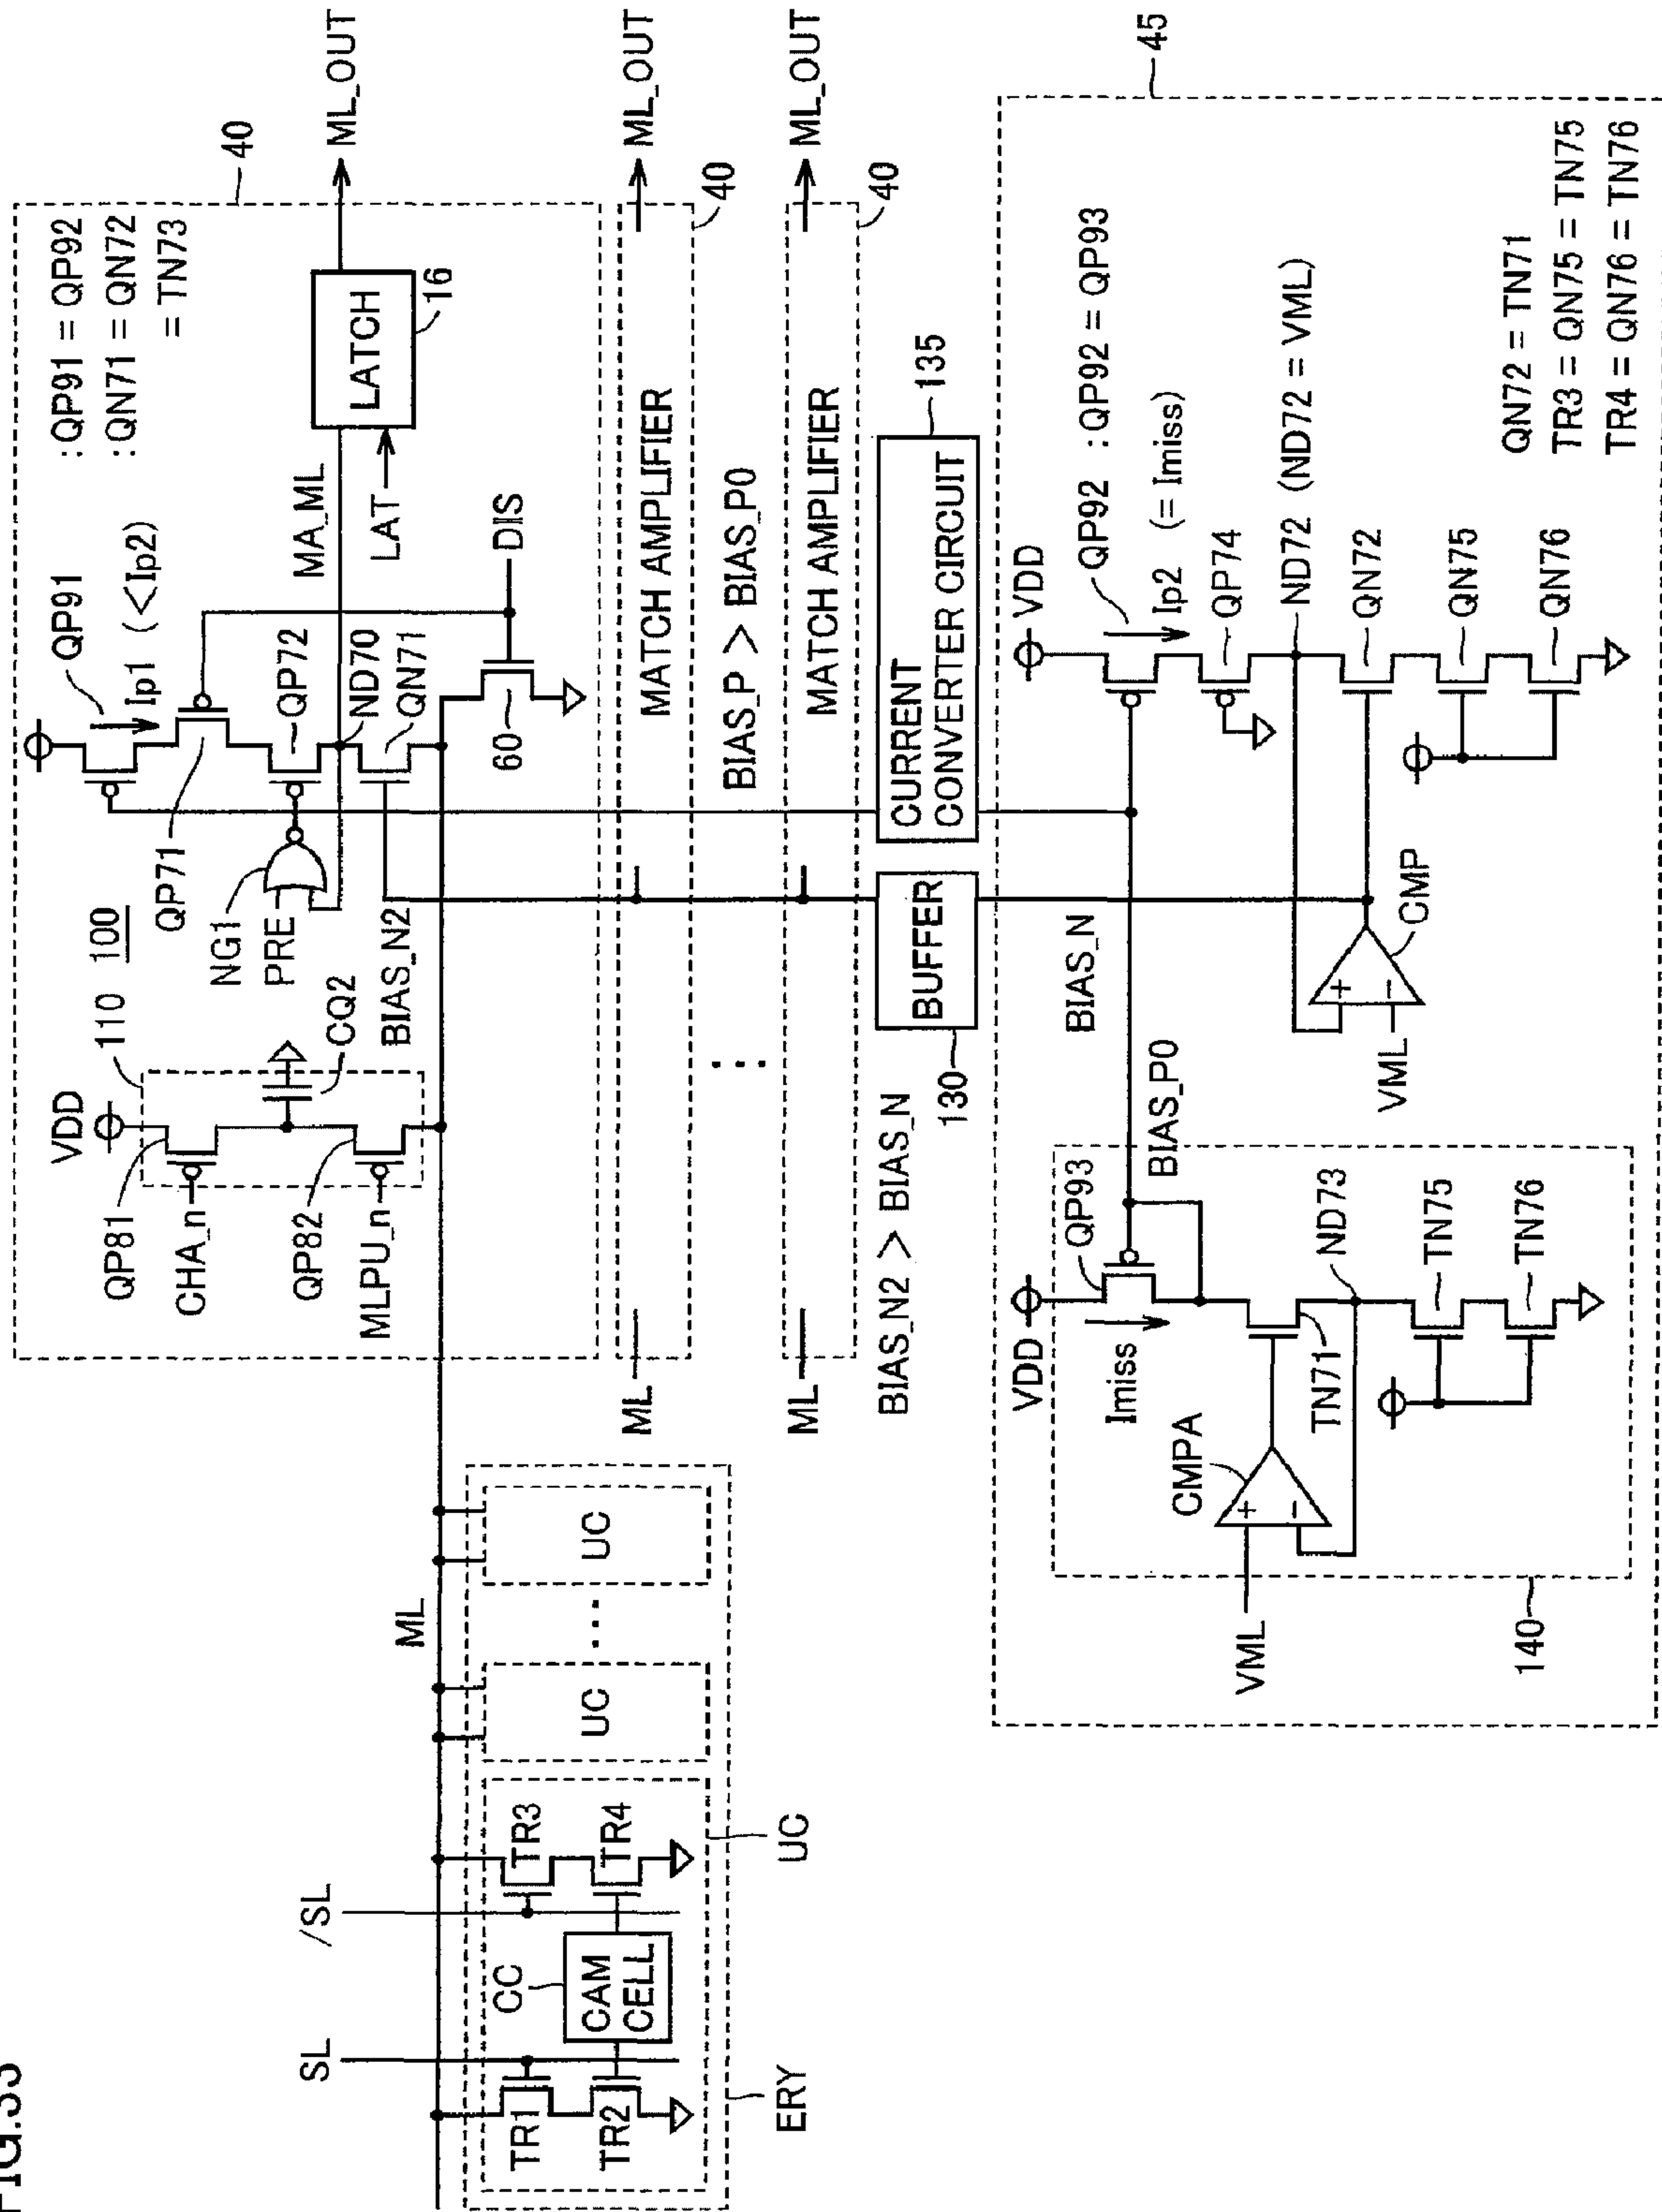 FIG.33
VDD
110
100
QP81
CHA_n
QP82
MLPU_n
CQ2
BIAS_N2
NG1
PRE
QP71
QP91
Ip1 (<Ip2)
QP72
ND70
QN71
:QP91 = QP92
:QN71 = QN72
= TN73
40
MA_ML
LAT
LATCH
16
ML_OUT
60
DIS
SL
/SL
ML
TR1
TR2
CC
CAM
CELL
TR3
TR4
UC
UC
UC
ERY
ML
MATCH AMPLIFIER
ML_OUT
40
BIAS_P > BIAS_P0
ML
MATCH AMPLIFIER
ML_OUT
40
BIAS_N2 > BIAS_N
130
BUFFER
CURRENT
CONVERTER CIRCUIT
135
45
BIAS_N
BIAS_P0
VDD
QP93
Imiss
CMPA
+
-
VML
TN71
ND73
TN75
TN76
140
VDD
QP92 :QP92 = QP93
Ip2 (= Imiss)
QP74
ND72 (ND72 = VML)
QN72
QN75
QN76
CMP
+
-
VML
QN72 = TN71
TR3 = QN75 = TN75
TR4 = QN76 = TN76